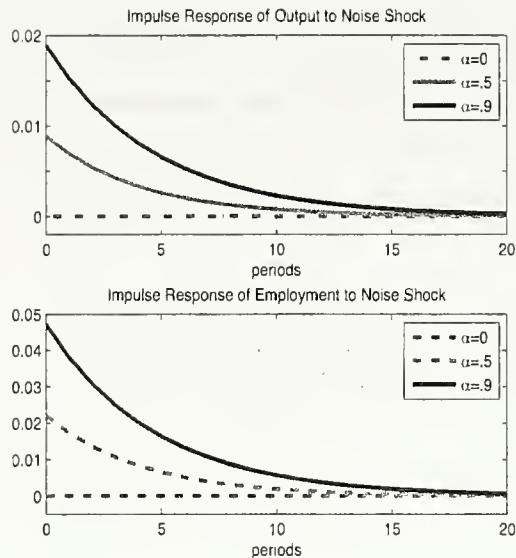 Impulse Response of Output to Noise Shock
0.02
0.01
0
α=0
α=.5
α=.9
0 5 10 15 20
periods
Impulse Response of Employment to Noise Shock
0.05
0.04
0.03
0.02
0.01
0
α=0
α=.5
α=.9
0 5 10 15 20
periods